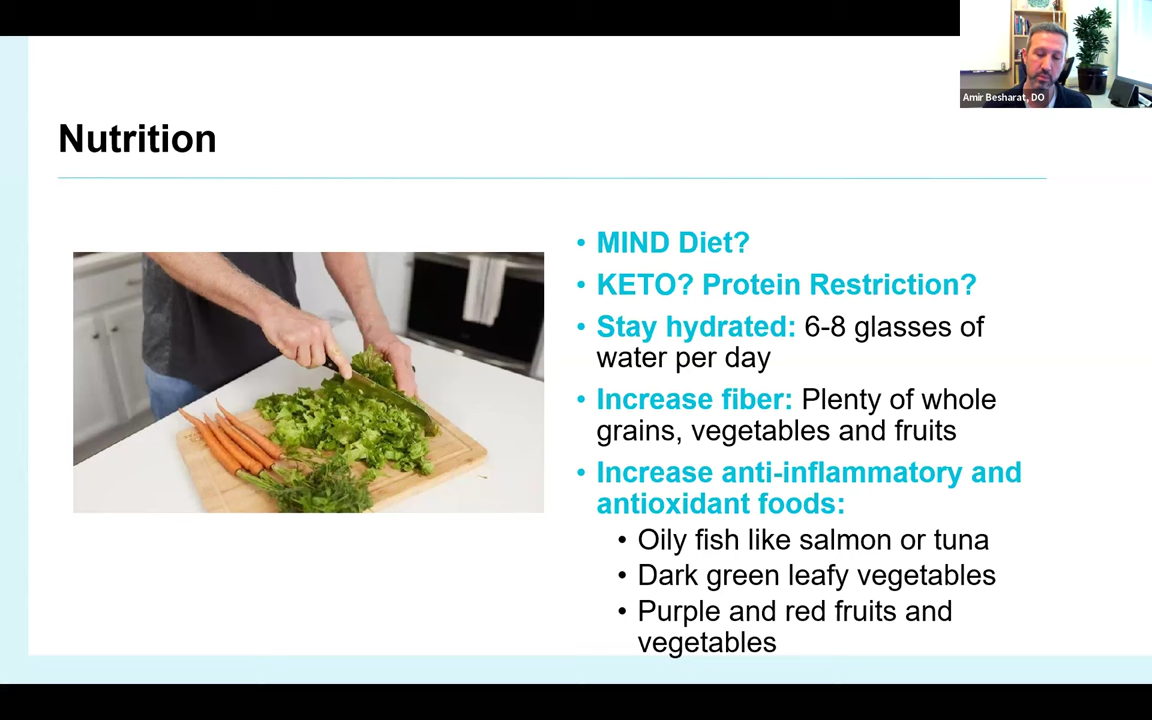 Amir Besharat, DO
Nutrition
• MIND Diet?
• KETO? Protein Restriction?
• Stay hydrated: 6-8 glasses of
water per day
• Increase fiber: Plenty of whole
grains, vegetables and fruits
• Increase anti-inflammatory and
antioxidant foods:
• Oily fish like salmon or tuna
• Dark green leafy vegetables
• Purple and red fruits and
vegetables